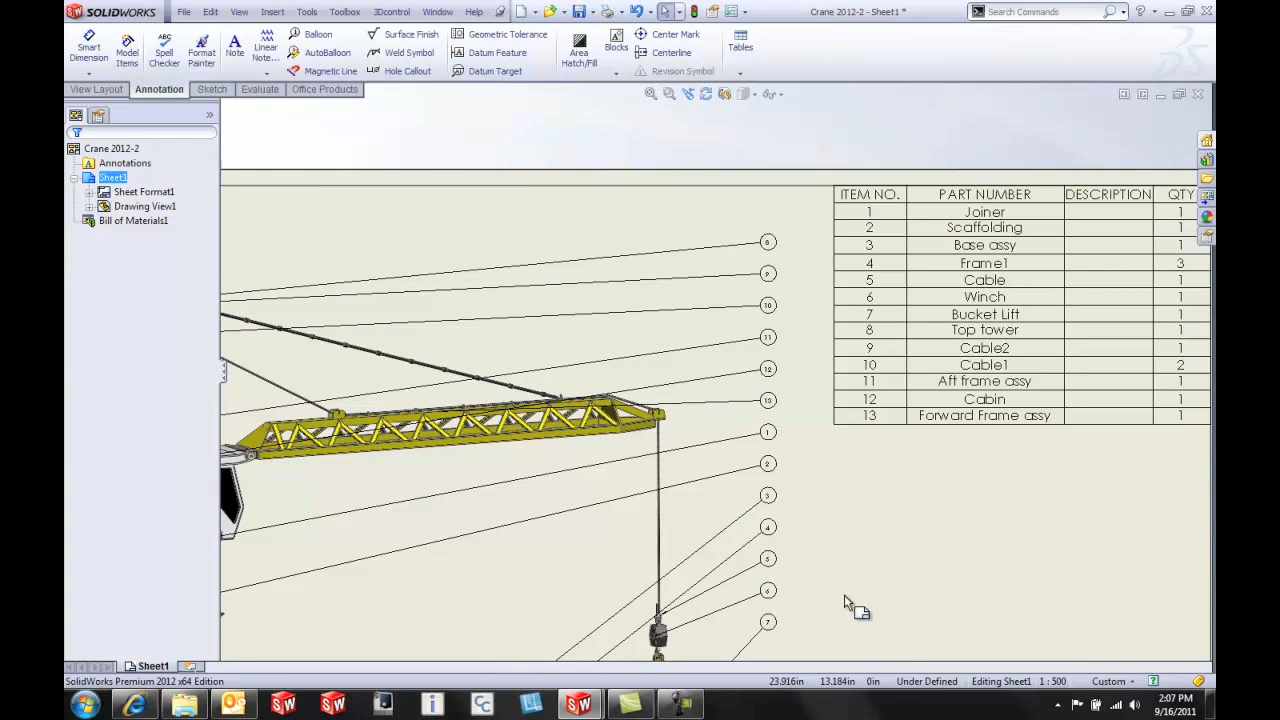 SOLIDWORKS File Edit View Insert Tools Toolbox 3Dcontrol Window Help Crane 2012-2 - Sheet1 * Search Commands
Smart Dimension Model Items Spell Checker Format Painter Note Linear Note... Balloon AutoBalloon Magnetic Line Surface Finish Weld Symbol Hole Callout Geometric Tolerance Datum Feature Datum Target Area Hatch/Fill Blocks Center Mark Centerline Revision Symbol Tables
View Layout Annotation Sketch Evaluate Office Products
Crane 2012-2
Annotations
Sheet1
Sheet Format1
Drawing View1
Bill of Materials1
ITEM NO. PART NUMBER DESCRIPTION QTY
1 Joiner 1
2 Scaffolding 1
3 Base assy 1
4 Frame1 3
5 Cable 1
6 Winch 1
7 Bucket Lift 1
8 Top tower 1
9 Cable2 1
10 Cable1 2
11 Aft frame assy 1
12 Cabin 1
13 Forward Frame assy 1
8
9
10
11
12
13
1
2
3
4
5
6
7
Sheet1
SolidWorks Premium 2012 x64 Edition 23.916in 13.184in 0in Under Defined Editing Sheet1 1 : 500 Custom
2:07 PM
9/16/2011